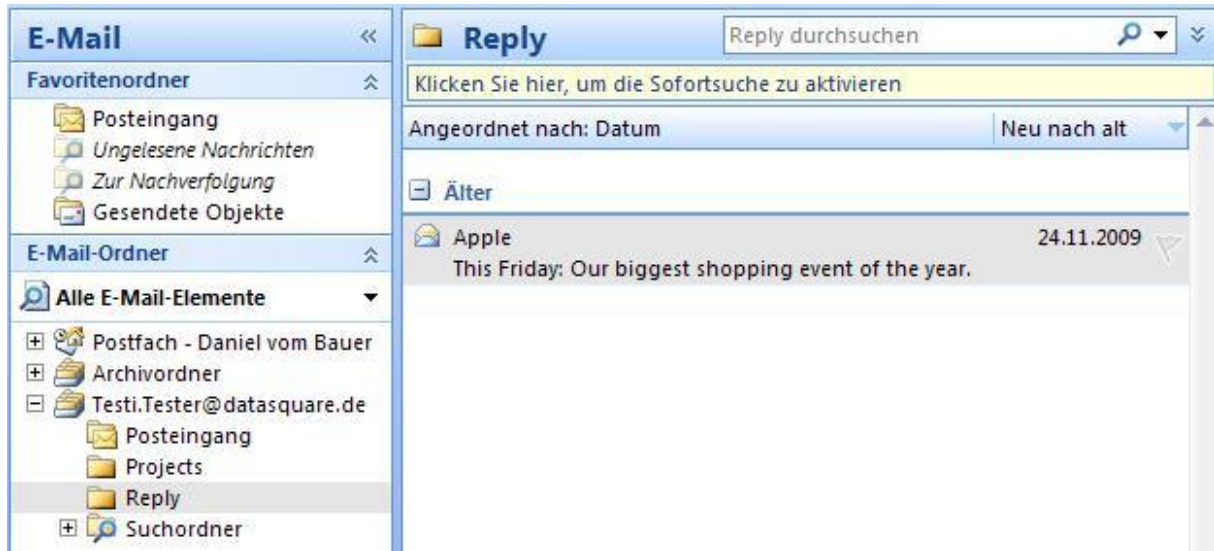 E-Mail
Favoritenordner
Posteingang
Ungelesene Nachrichten
Zur Nachverfolgung
Gesendete Objekte
E-Mail-Ordner
Alle E-Mail-Elemente
Postfach - Daniel vom Bauer
Archivordner
Testi.Tester@datasquare.de
Posteingang
Projects
Reply
Suchordner
Reply
Reply durchsuchen
Klicken Sie hier, um die Sofortsuche zu aktivieren
Angeordnet nach: Datum Neu nach alt
Älter
Apple 24.11.2009
This Friday: Our biggest shopping event of the year.